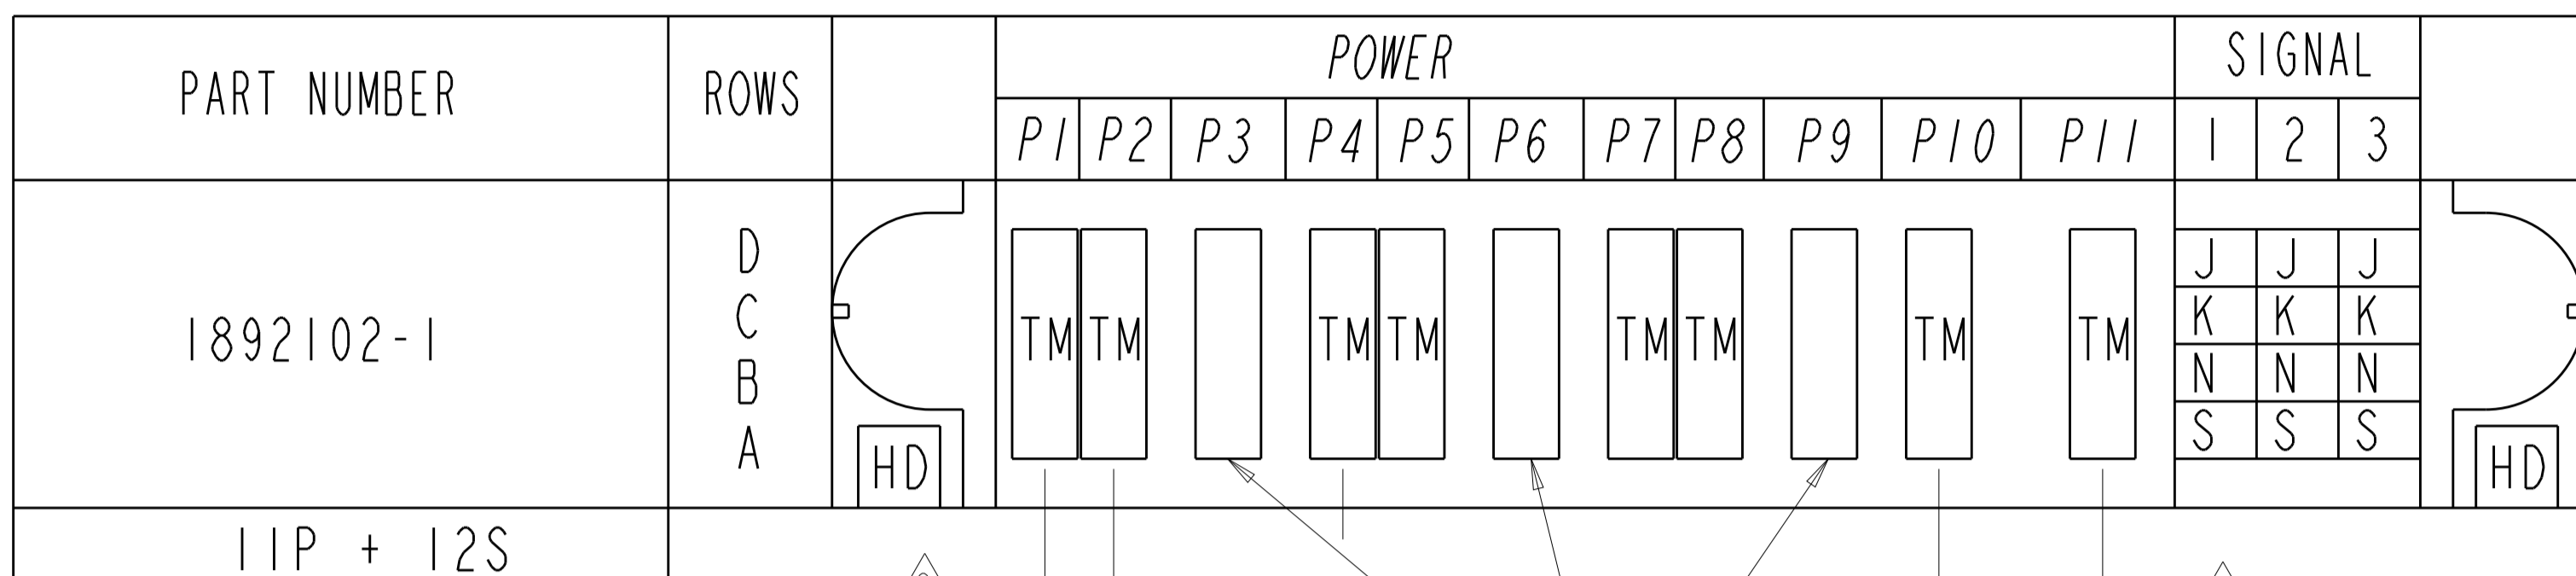 PART NUMBER ROWS POWER SIGNAL
P1 P2 P3 P4 P5 P6 P7 P8 P9 P10 P11 1 2 3
D J J J
C K K K
1892102-1 TM TM TM TM TM TM TM TM
B N N N
A S S S
HD HD
11P + 12S